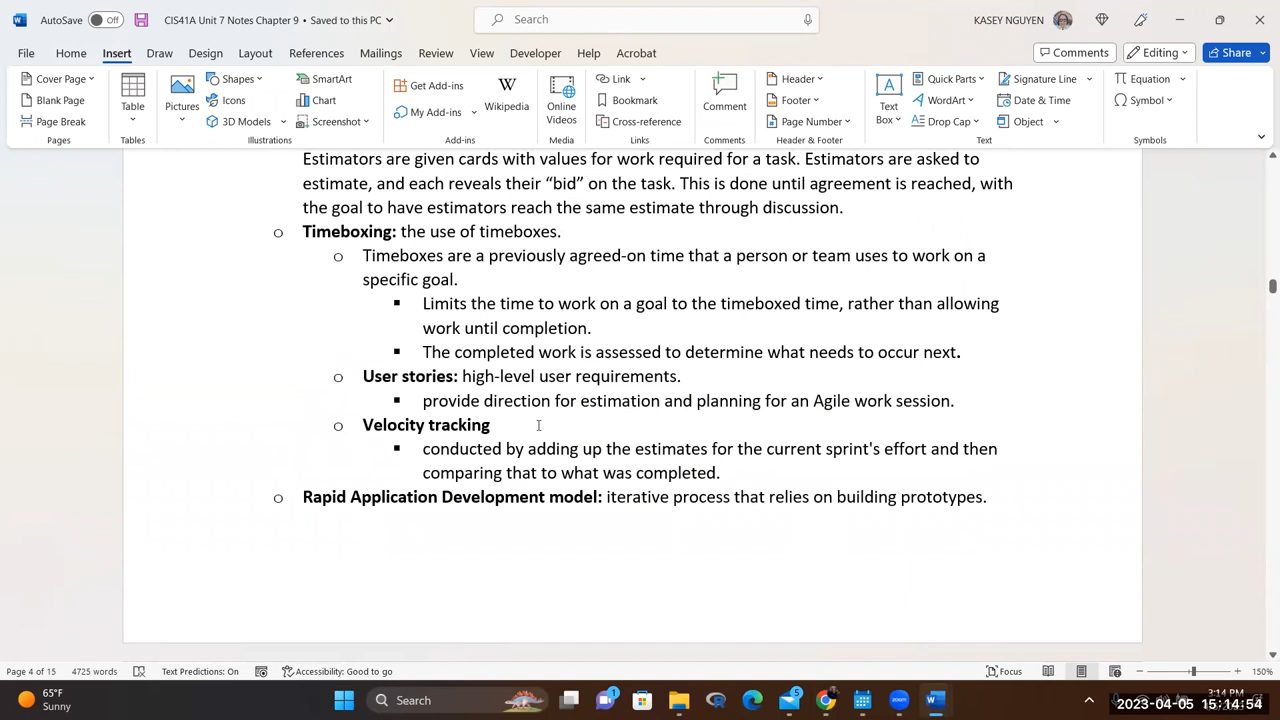 AutoSave Off CIS41A Unit 7 Notes Chapter 9 • Saved to this PC Search KASEY NGUYEN
File Home Insert Draw Design Layout References Mailings Review View Developer Help Acrobat Comments Editing Share
Cover Page Blank Page Page Break Pages
Table Tables
Pictures Shapes Icons 3D Models SmartArt Chart Screenshot Illustrations
Get Add-ins My Add-ins Wikipedia Add-ins
Online Videos Media
Link Bookmark Cross-reference Links
Comment Comments
Header Footer Page Number Header & Footer
Text Box Quick Parts WordArt Drop Cap Signature Line Date & Time Object Text
Equation Symbol Symbols
Estimators are given cards with values for work required for a task. Estimators are asked to
estimate, and each reveals their “bid” on the task. This is done until agreement is reached, with
the goal to have estimators reach the same estimate through discussion.
o Timeboxing: the use of timeboxes.
o Timeboxes are a previously agreed-on time that a person or team uses to work on a
specific goal.
▪ Limits the time to work on a goal to the timeboxed time, rather than allowing
work until completion.
▪ The completed work is assessed to determine what needs to occur next.
o User stories: high-level user requirements.
▪ provide direction for estimation and planning for an Agile work session.
o Velocity tracking
▪ conducted by adding up the estimates for the current sprint's effort and then
comparing that to what was completed.
o Rapid Application Development model: iterative process that relies on building prototypes.
Page 4 of 15 4725 words Text Predictions: On Accessibility: Good to go Focus 150%
65°F
Sunny
Search
1
5
3:14 PM
2023-04-05 15:14:54